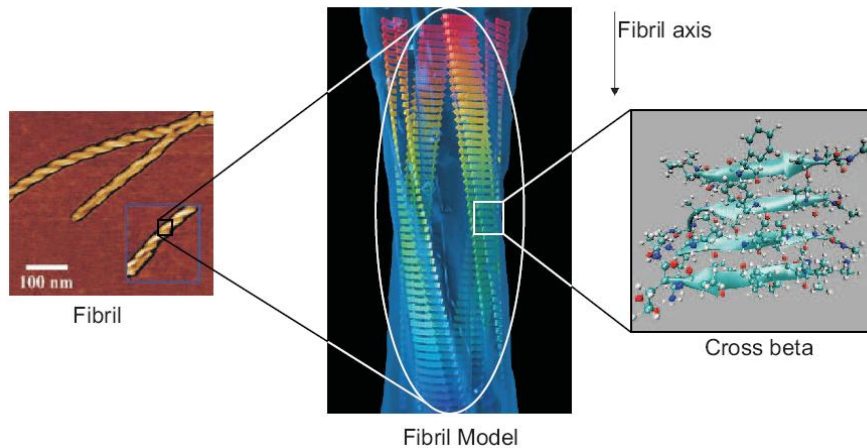 Fibril axis
100 nm
Fibril
Cross beta
Fibril Model